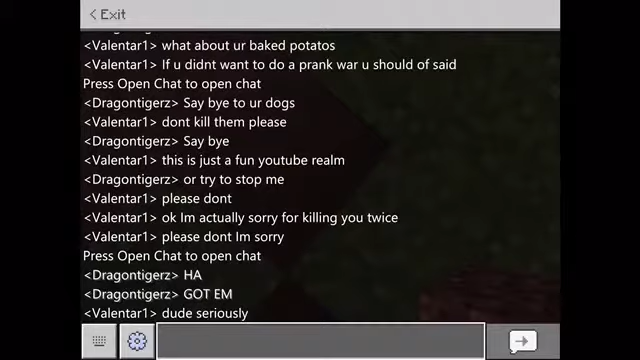 < Exit
<Valentar1> what about ur baked potatos
<Valentar1> If u didnt want to do a prank war u should of said
Press Open Chat to open chat
<Dragontigerz> Say bye to ur dogs
<Valentar1> dont kill them please
<Dragontigerz> Say bye
<Valentar1> this is just a fun youtube realm
<Dragontigerz> or try to stop me
<Valentar1> please dont
<Valentar1> ok Im actually sorry for killing you twice
<Valentar1> please dont Im sorry
Press Open Chat to open chat
<Dragontigerz> HA
<Dragontigerz> GOT EM
<Valentar1> dude seriously